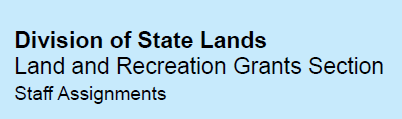 Division of State Lands
Land and Recreation Grants Section
Staff Assignments